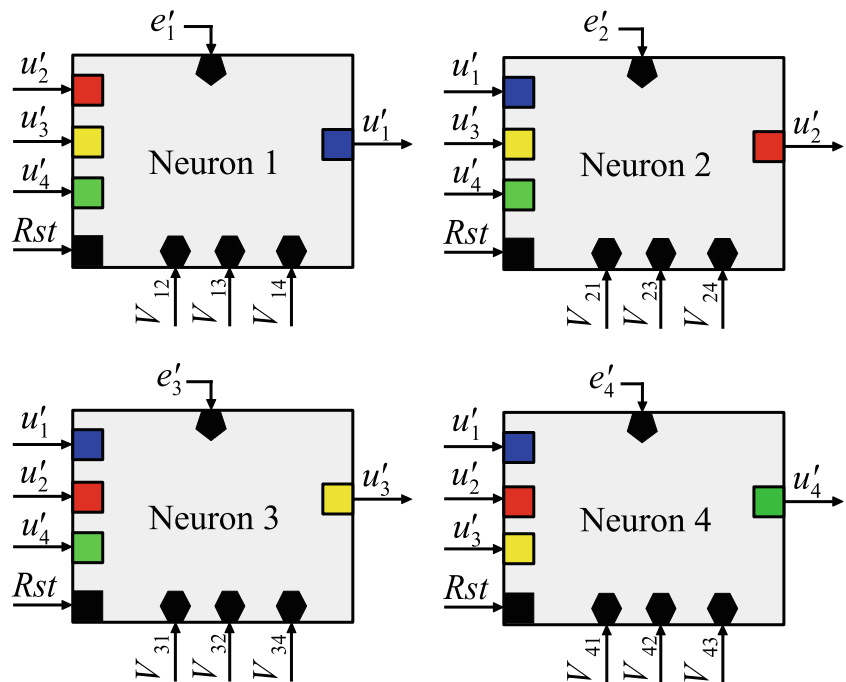 e′₁
u′₂
u′₃
u′₄
Rst
Neuron 1
u′₁
V₁₂ V₁₃ V₁₄
e′₂
u′₁
u′₃
u′₄
Rst
Neuron 2
u′₂
V₂₁ V₂₃ V₂₄
e′₃
u′₁
u′₂
u′₄
Rst
Neuron 3
u′₃
V₃₁ V₃₂ V₃₄
e′₄
u′₁
u′₂
u′₃
Rst
Neuron 4
u′₄
V₄₁ V₄₂ V₄₃